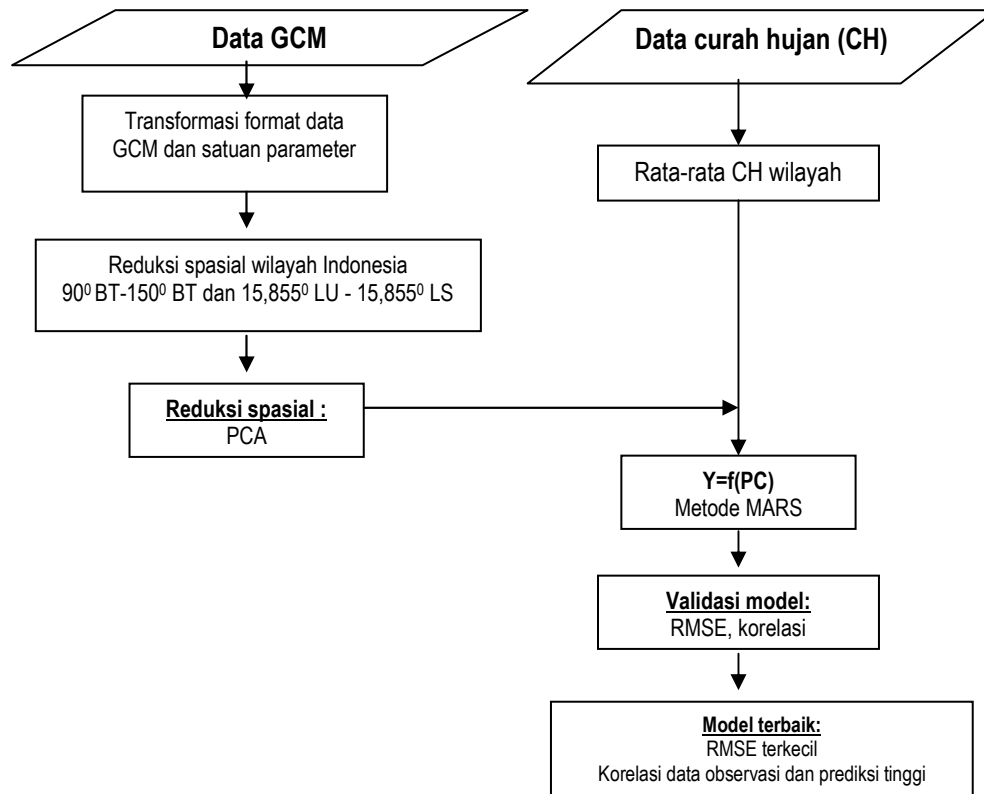 Data GCM
Transformasi format data
GCM dan satuan parameter
Reduksi spasial wilayah Indonesia
90⁰ BT-150⁰ BT dan 15,855⁰ LU - 15,855⁰ LS
Reduksi spasial :
PCA
Data curah hujan (CH)
Rata-rata CH wilayah
Y=f(PC)
Metode MARS
Validasi model:
RMSE, korelasi
Model terbaik:
RMSE terkecil
Korelasi data observasi dan prediksi tinggi